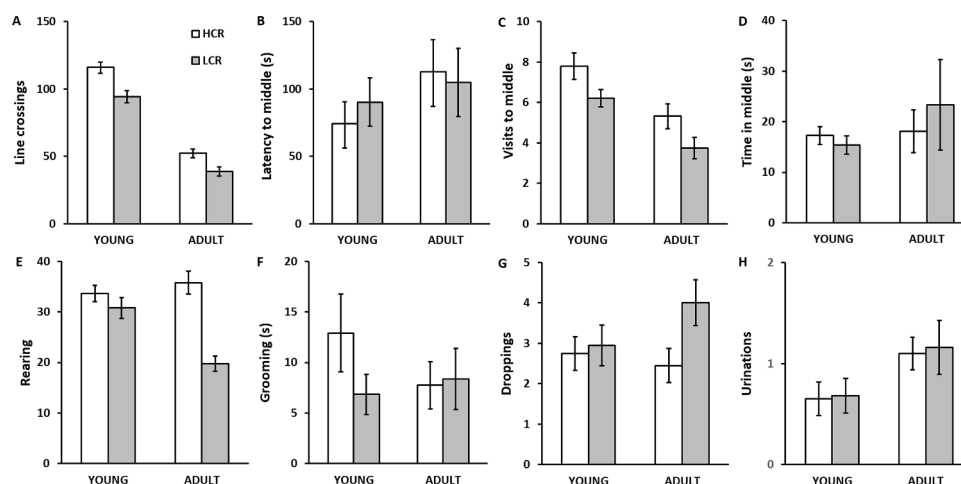 A
Line crossings
150
100
50
0
HCR
LCR
YOUNG ADULT
B
Latency to middle (s)
150
100
50
0
YOUNG ADULT
C
Visits to middle
10
8
6
4
2
0
YOUNG ADULT
D
Time in middle (s)
40
30
20
10
0
YOUNG ADULT
E
Rearing
40
30
20
10
0
YOUNG ADULT
F
Grooming (s)
20
15
10
5
0
YOUNG ADULT
G
Droppings
5
4
3
2
1
0
YOUNG ADULT
H
Urinations
2
1
0
YOUNG ADULT